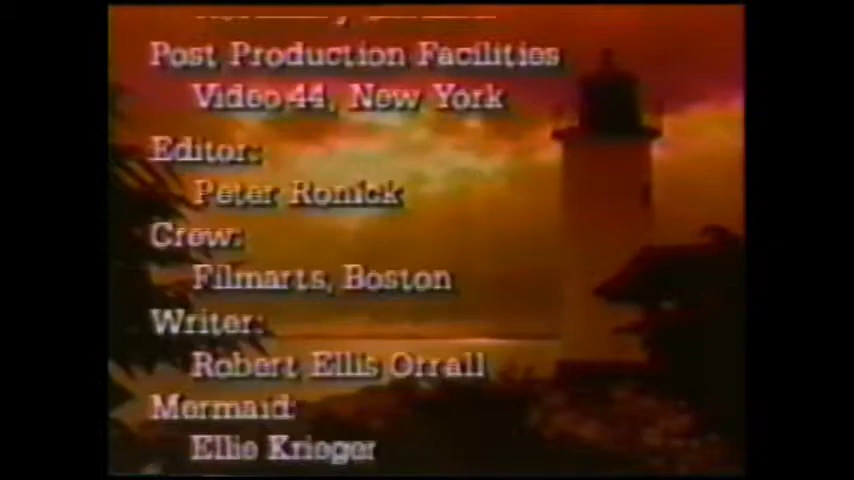 Post Production Facilities
Video 44, New York
Editor:
Peter Ronick
Crew:
Filmarts, Boston
Writer:
Robert Ellis Orrall
Mermaid:
Ellie Krieger